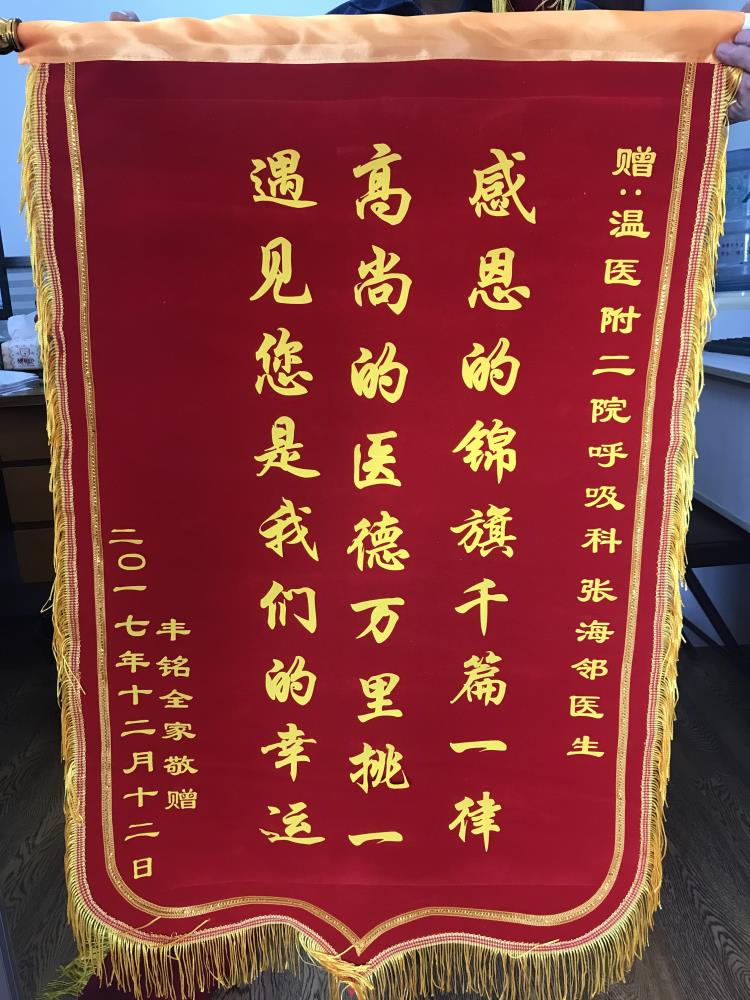 赠:温医附二院呼吸科张海邻医生
感恩的锦旗千篇一律
高尚的医德万里挑一
遇见您是我们的幸运
丰铭全家敬赠
二〇一七年十二月十二日